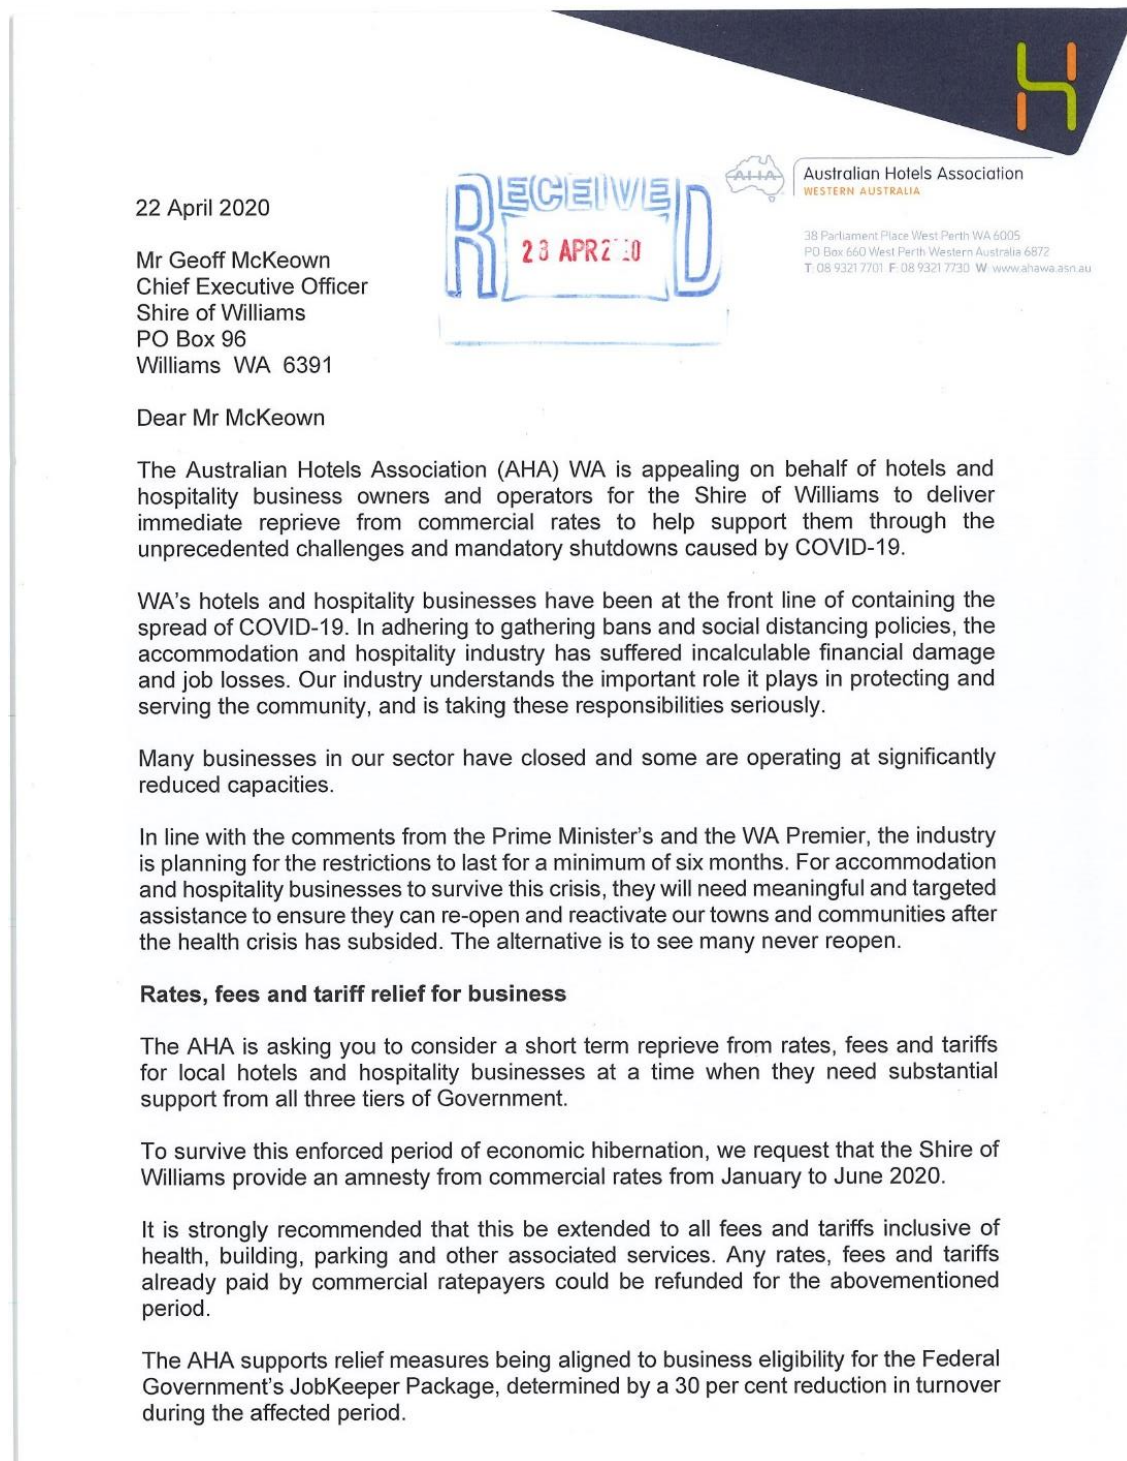 Australian Hotels Association
WESTERN AUSTRALIA
38 Parliament Place West Perth WA 6005
PO Box 660 West Perth Western Australia 6872
T: 08 9321 7701 F: 08 9321 7730 W: www.ahawa.asn.au
AHA
RECEIVED
23 APR 2020
22 April 2020
Mr Geoff McKeown
Chief Executive Officer
Shire of Williams
PO Box 96
Williams WA 6391
Dear Mr McKeown
The Australian Hotels Association (AHA) WA is appealing on behalf of hotels and
hospitality business owners and operators for the Shire of Williams to deliver
immediate reprieve from commercial rates to help support them through the
unprecedented challenges and mandatory shutdowns caused by COVID-19.
WA's hotels and hospitality businesses have been at the front line of containing the
spread of COVID-19. In adhering to gathering bans and social distancing policies, the
accommodation and hospitality industry has suffered incalculable financial damage
and job losses. Our industry understands the important role it plays in protecting and
serving the community, and is taking these responsibilities seriously.
Many businesses in our sector have closed and some are operating at significantly
reduced capacities.
In line with the comments from the Prime Minister's and the WA Premier, the industry
is planning for the restrictions to last for a minimum of six months. For accommodation
and hospitality businesses to survive this crisis, they will need meaningful and targeted
assistance to ensure they can re-open and reactivate our towns and communities after
the health crisis has subsided. The alternative is to see many never reopen.
Rates, fees and tariff relief for business
The AHA is asking you to consider a short term reprieve from rates, fees and tariffs
for local hotels and hospitality businesses at a time when they need substantial
support from all three tiers of Government.
To survive this enforced period of economic hibernation, we request that the Shire of
Williams provide an amnesty from commercial rates from January to June 2020.
It is strongly recommended that this be extended to all fees and tariffs inclusive of
health, building, parking and other associated services. Any rates, fees and tariffs
already paid by commercial ratepayers could be refunded for the abovementioned
period.
The AHA supports relief measures being aligned to business eligibility for the Federal
Government's JobKeeper Package, determined by a 30 per cent reduction in turnover
during the affected period.